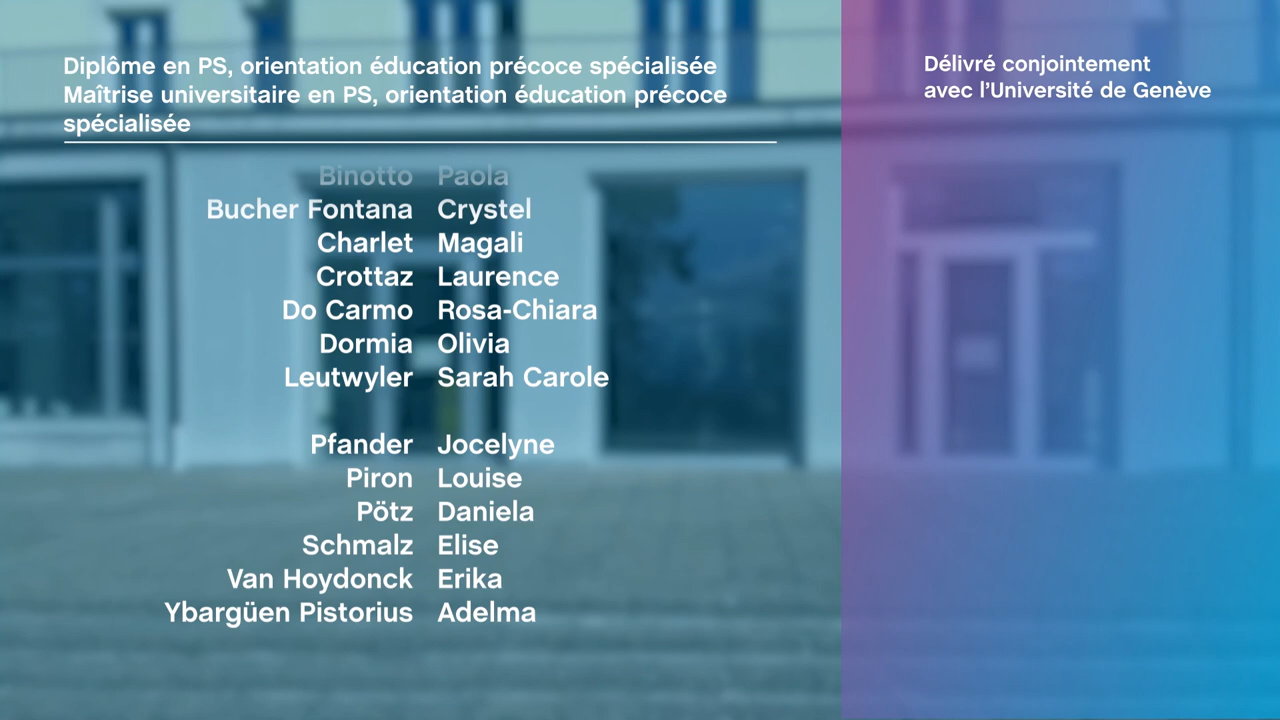 Diplôme en PS, orientation éducation précoce spécialisée
Maîtrise universitaire en PS, orientation éducation précoce
spécialisée
Délivré conjointement
avec l’Université de Genève
Binotto Paola
Bucher Fontana Crystel
Charlet Magali
Crottaz Laurence
Do Carmo Rosa-Chiara
Dormia Olivia
Leutwyler Sarah Carole
Pfander Jocelyne
Piron Louise
Pötz Daniela
Schmalz Elise
Van Hoydonck Erika
Ybargüen Pistorius Adelma